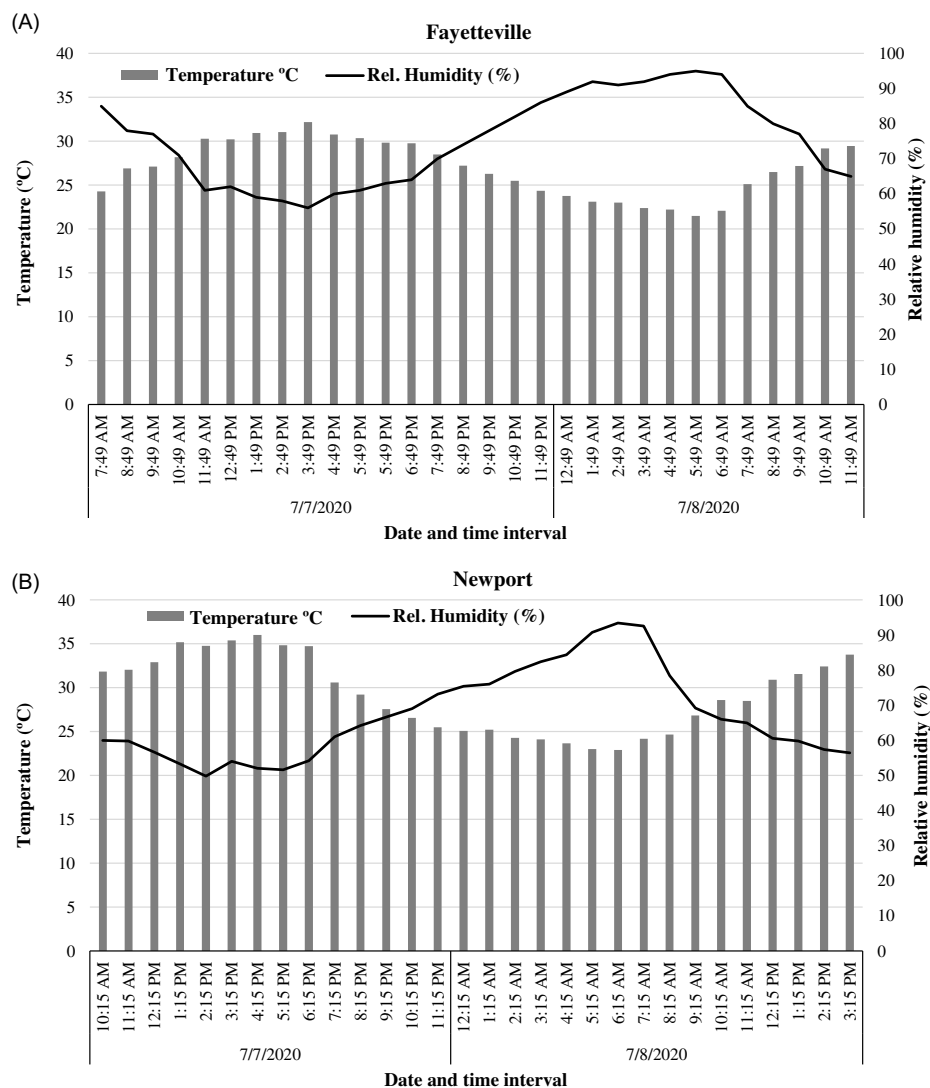 (A)
Fayetteville
Temperature ºC
Rel. Humidity (%)
Temperature (ºC)
40
35
30
25
20
15
10
5
0
100
90
80
70
60
50
40
30
20
10
0
Relative humidity (%)
7:49 AM
8:49 AM
9:49 AM
10:49 AM
11:49 AM
12:49 PM
1:49 PM
2:49 PM
3:49 PM
4:49 PM
5:49 PM
6:49 PM
7:49 PM
8:49 PM
9:49 PM
10:49 PM
11:49 PM
12:49 AM
1:49 AM
2:49 AM
3:49 AM
4:49 AM
5:49 AM
6:49 AM
7:49 AM
8:49 AM
9:49 AM
10:49 AM
11:49 AM
7/7/2020
7/8/2020
Date and time interval
(B)
Newport
Temperature ºC
Rel. Humidity (%)
Temperature (ºC)
40
35
30
25
20
15
10
5
0
100
90
80
70
60
50
40
30
20
10
0
Relative humidity (%)
10:15 AM
11:15 AM
12:15 PM
1:15 PM
2:15 PM
3:15 PM
4:15 PM
5:15 PM
6:15 PM
7:15 PM
8:15 PM
9:15 PM
10:15 PM
11:15 PM
12:15 AM
1:15 AM
2:15 AM
3:15 AM
4:15 AM
5:15 AM
6:15 AM
7:15 AM
8:15 AM
9:15 AM
10:15 AM
11:15 AM
12:15 PM
1:15 PM
2:15 PM
3:15 PM
7/7/2020
7/8/2020
Date and time interval